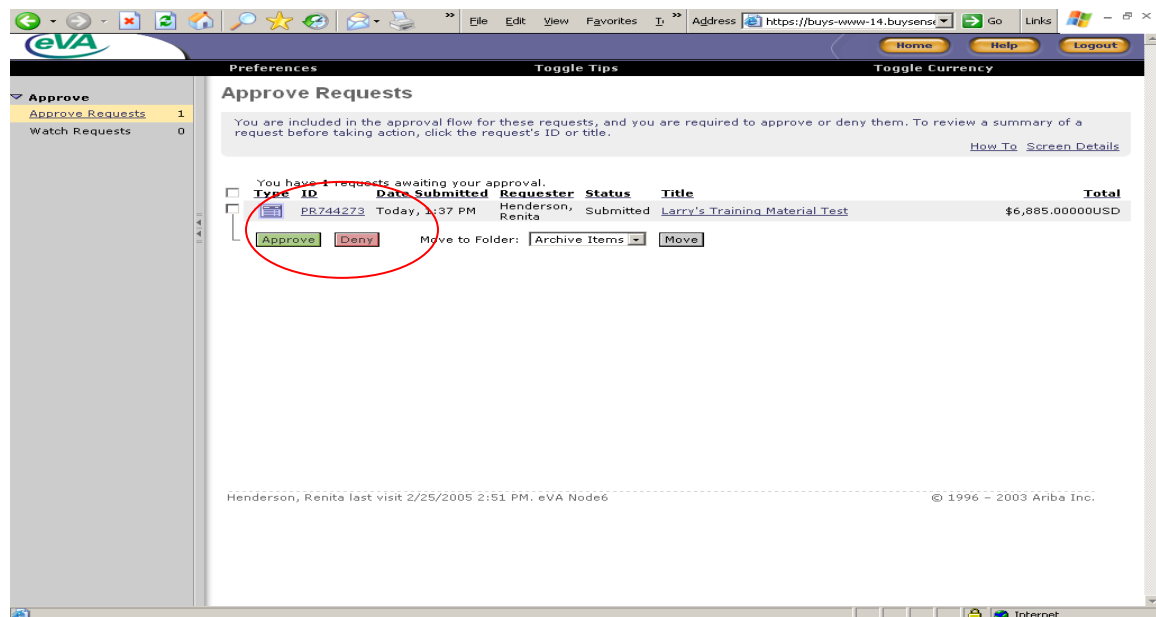 » File Edit View Favorites » Address https://buys-www-14.buysense Go Links
eVA Home Help Logout
Preferences Toggle Tips Toggle Currency
Approve
Approve Requests 1
Watch Requests 0
Approve Requests
You are included in the approval flow for these requests, and you are required to approve or deny them. To review a summary of a
request before taking action, click the request's ID or title.
How To Screen Details
You have 1 requests awaiting your approval.
Type ID Date Submitted Requester Status Title Total
PR744273 Today, 1:37 PM Henderson, Renita Submitted Larry's Training Material Test $6,885.00000USD
Approve Deny Move to Folder: Archive Items Move
Henderson, Renita last visit 2/25/2005 2:51 PM. eVA Node6 © 1996 – 2003 Ariba Inc.
Internet